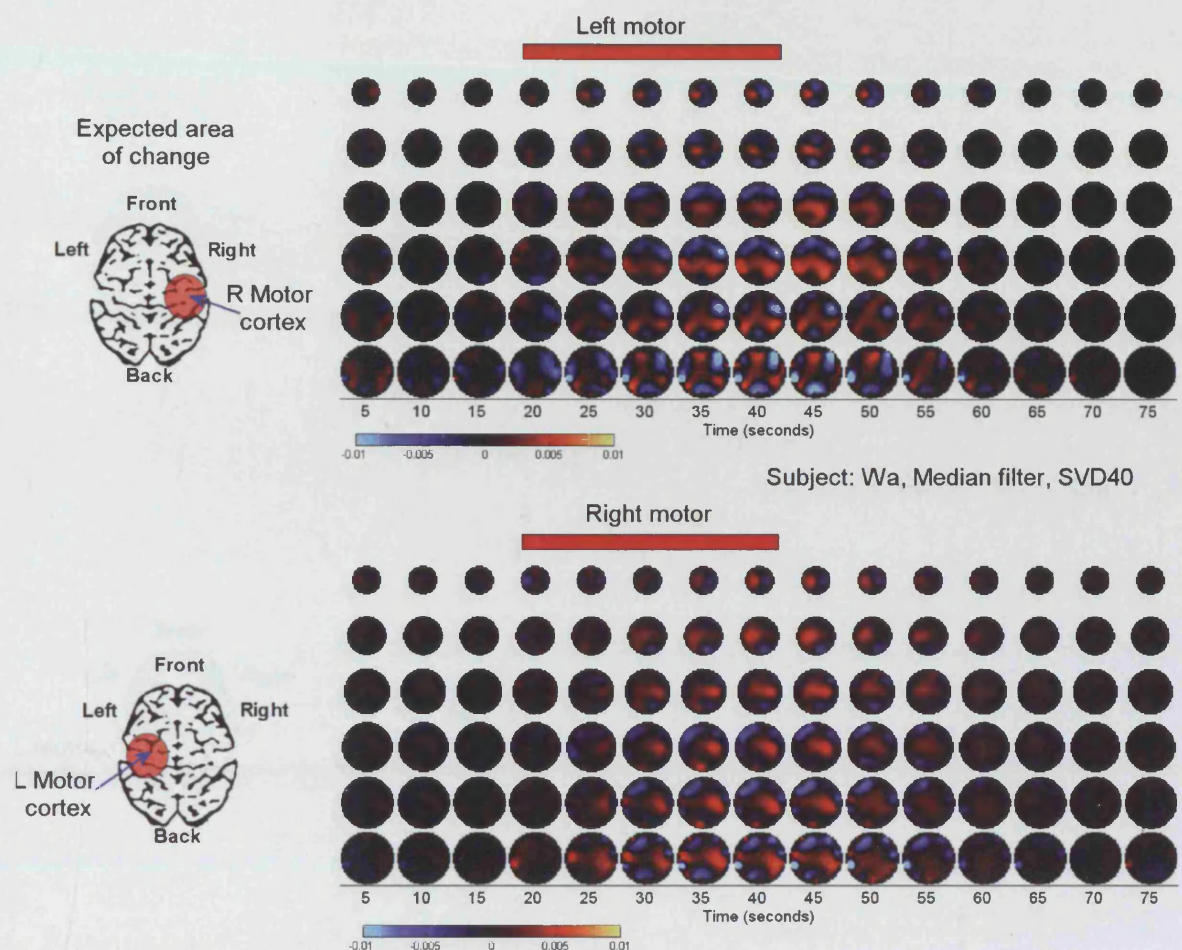 Left motor
Expected area
of change
Front
Left
Right
R Motor
cortex
Back
5 10 15 20 25 30 35 40 45 50 55 60 65 70 75
Time (seconds)
-0.01 -0.005 0 0.005 0.01
Subject: Wa, Median filter, SVD40
Right motor
Front
Left
Right
L Motor
cortex
Back
5 10 15 20 25 30 35 40 45 50 55 60 65 70 75
Time (seconds)
-0.01 -0.005 0 0.005 0.01